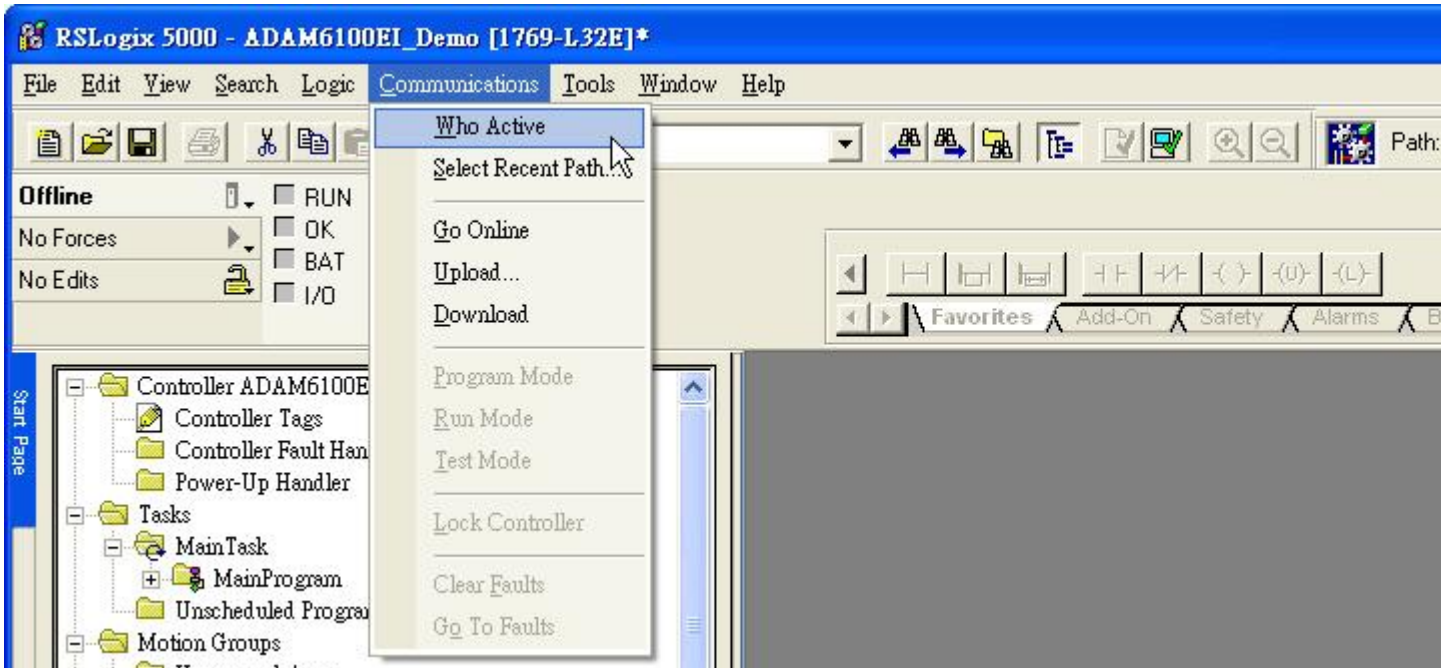 RSLogix 5000 - ADAM6100EI_Demo [1769-L32E]*
File Edit View Search Logic Communications Tools Window Help
Who Active
Select Recent Path...
Go Online
Upload...
Download
Program Mode
Run Mode
Test Mode
Lock Controller
Clear Faults
Go To Faults
Path:
Offline
RUN
No Forces
OK
No Edits
BAT
I/O
(U) (L)
Favorites Add-On Safety Alarms B
Start Page
Controller ADAM6100E
Controller Tags
Controller Fault Han
Power-Up Handler
Tasks
MainTask
MainProgram
Unscheduled Progra
Motion Groups